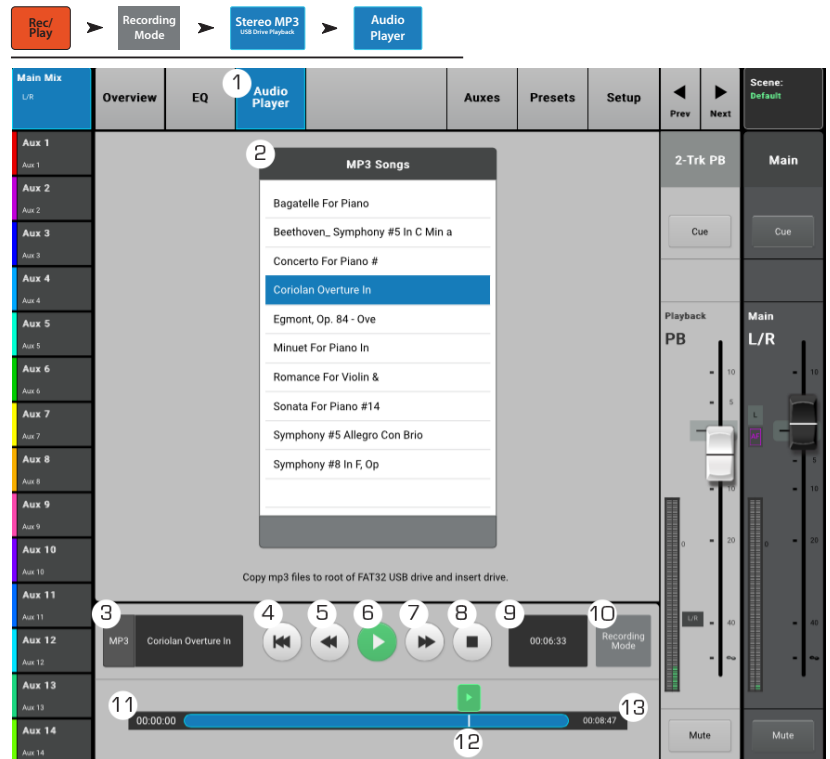 Rec/
Play
Recording
Mode
Stereo MP3
USB Drive Playback
Audio
Player
Main Mix
L/R
Overview
EQ
1
Audio
Player
Auxes
Presets
Setup
Prev
Next
Scene:
Default
Aux 1
Aux 1
Aux 2
Aux 2
Aux 3
Aux 3
Aux 4
Aux 4
Aux 5
Aux 5
Aux 6
Aux 6
Aux 7
Aux 7
Aux 8
Aux 8
Aux 9
Aux 9
Aux 10
Aux 10
Aux 11
Aux 11
Aux 12
Aux 12
Aux 13
Aux 13
Aux 14
Aux 14
2
MP3 Songs
Bagatelle For Piano
Beethoven_ Symphony #5 In C Min a
Concerto For Piano #
Coriolan Overture In
Egmont, Op. 84 - Ove
Minuet For Piano In
Romance For Violin &
Sonata For Piano #14
Symphony #5 Allegro Con Brio
Symphony #8 In F, Op
Copy mp3 files to root of FAT32 USB drive and insert drive.
3
MP3
Coriolan Overture In
4
5
6
7
8
9
00:06:33
10
Recording
Mode
11
00:00:00
12
00:08:47
13
2-Trk PB
Cue
Playback
PB
10
5
10
20
0
L/R
40
∞
Mute
Main
Cue
Main
L/R
10
L
5
10
20
0
40
∞
Mute